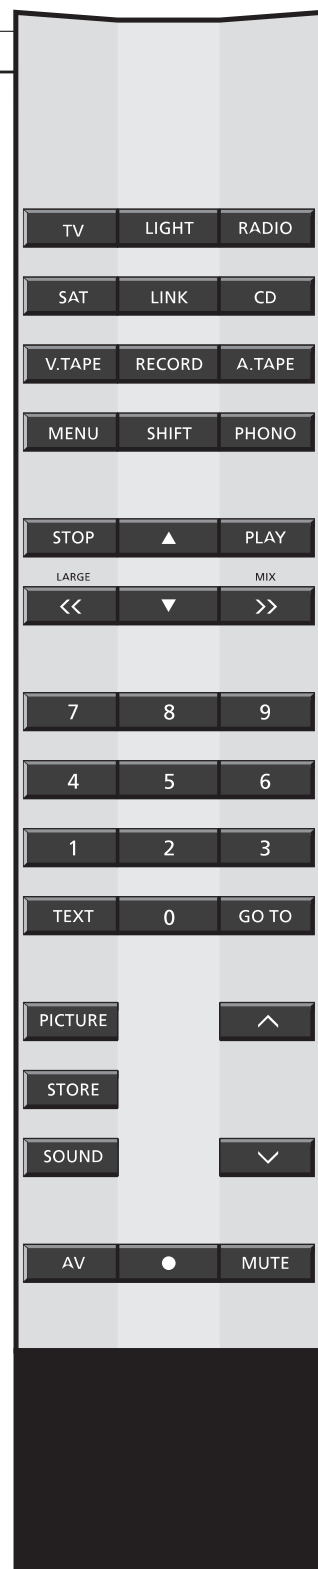 TV LIGHT RADIO
SAT LINK CD
V.TAPE RECORD A.TAPE
MENU SHIFT PHONO
STOP ▲ PLAY
LARGE MIX
<< ▼ >>
7 8 9
4 5 6
1 2 3
TEXT 0 GO TO
PICTURE
STORE
SOUND
AV ● MUTE